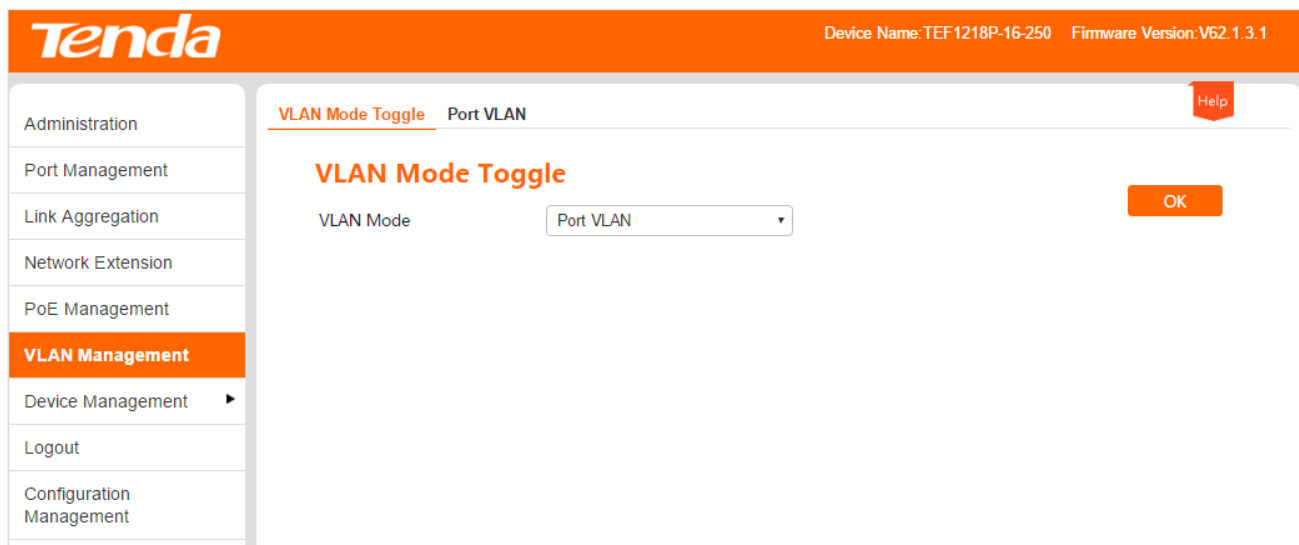 Tenda
Device Name:TEF1218P-16-250 Firmware Version:V62.1.3.1
Help
Administration
Port Management
Link Aggregation
Network Extension
PoE Management
VLAN Management
Device Management
Logout
Configuration
Management
VLAN Mode Toggle Port VLAN
VLAN Mode Toggle
VLAN Mode Port VLAN
OK